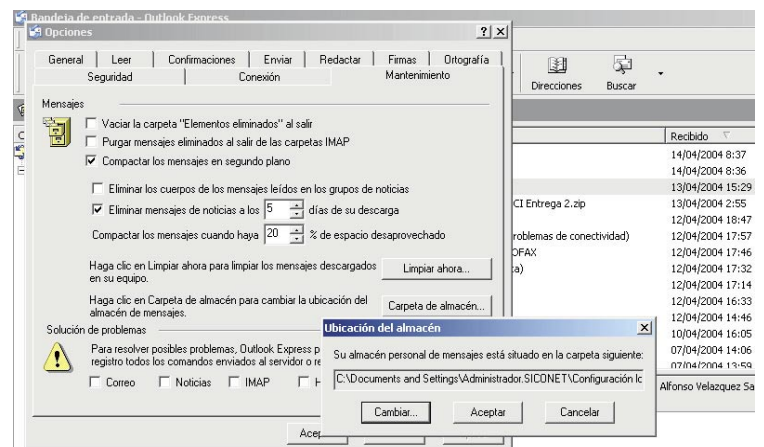 Bandeja de entrada - Outlook Express
Opciones
General Leer Confirmaciones Enviar Redactar Firmas Ortografía
Seguridad Conexión Mantenimiento
Mensajes
Vaciar la carpeta "Elementos eliminados" al salir
Purgar mensajes eliminados al salir de las carpetas IMAP
Compactar los mensajes en segundo plano
Eliminar los cuerpos de los mensajes leídos en los grupos de noticias
Eliminar mensajes de noticias a los 5 días de su descarga
Compactar los mensajes cuando haya 20 % de espacio desaprovechado
Haga clic en Limpiar ahora para limpiar los mensajes descargados
en su equipo.
Limpiar ahora...
Haga clic en Carpeta de almacén para cambiar la ubicación del
almacén de mensajes.
Carpeta de almacén...
Solución de problemas
Para resolver posibles problemas, Outlook Express p
registro todos los comandos enviados al servidor o re
Correo Noticias IMAP H
Acep
Direcciones Buscar
Recibido
14/04/2004 8:37
14/04/2004 8:36
13/04/2004 15:29
CI Entrega 2.zip 13/04/2004 2:55
12/04/2004 18:47
roblemas de conectividad) 12/04/2004 17:57
OFAX 12/04/2004 17:46
a) 12/04/2004 17:32
12/04/2004 17:14
12/04/2004 16:33
12/04/2004 14:46
10/04/2004 16:05
07/04/2004 14:06
07/04/2004 13:59
Alfonso Velazquez Sa
Ubicación del almacén
Su almacén personal de mensajes está situado en la carpeta siguiente:
C:\Documents and Settings\Administrador.SICONET\Configuración lc
Cambiar... Aceptar Cancelar